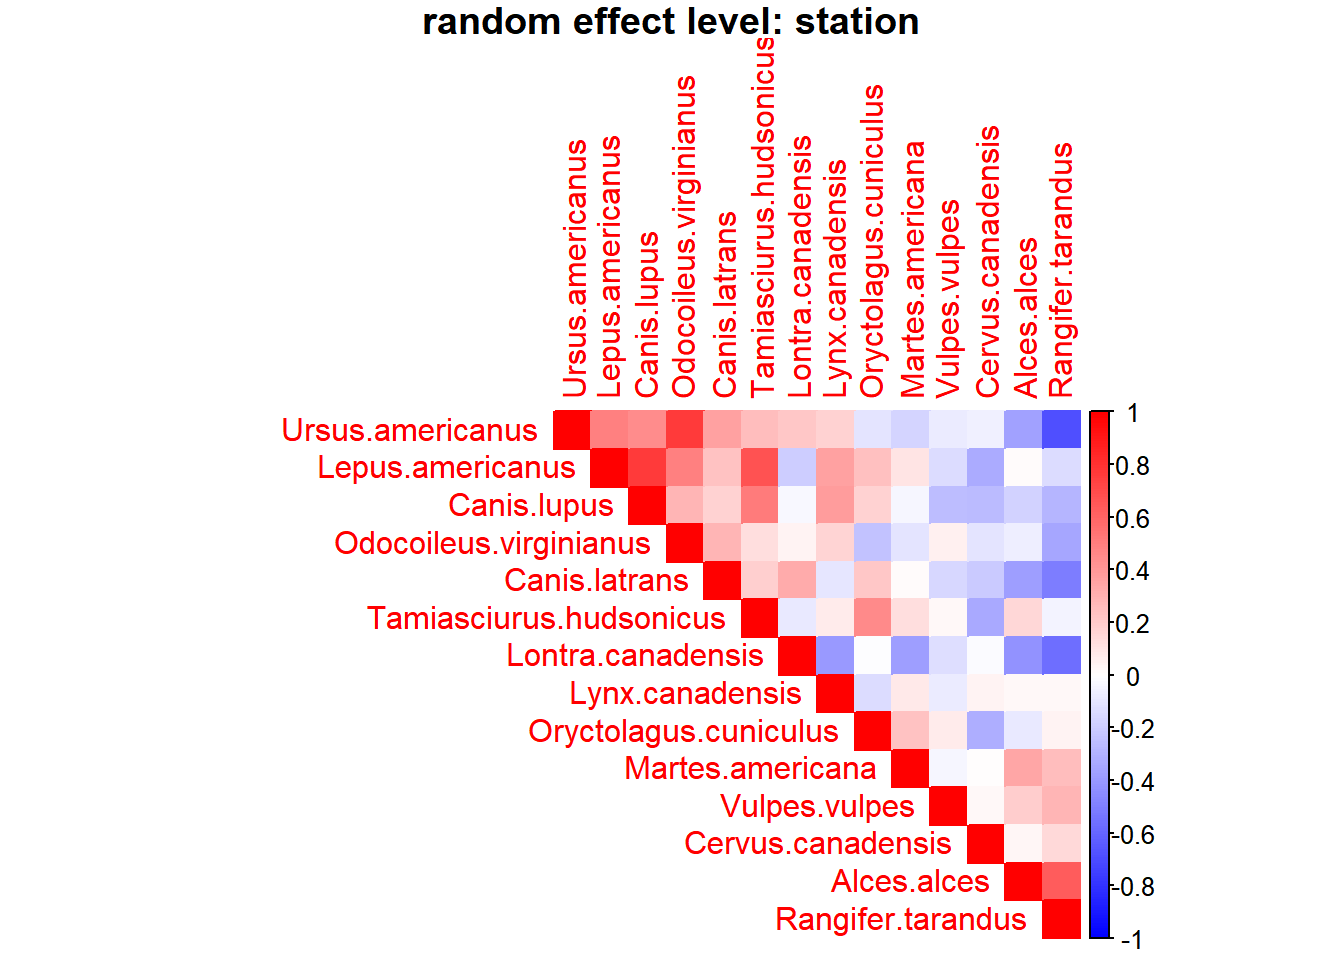 random effect level: station
Ursus.americanus
Lepus.americanus
Canis.lupus
Odocoileus.virginianus
Canis.latrans
Tamiasciurus.hudsonicus
Lontra.canadensis
Lynx.canadensis
Oryctolagus.cuniculus
Martes.americana
Vulpes.vulpes
Cervus.canadensis
Alces.alces
Rangifer.tarandus
Ursus.americanus
Lepus.americanus
Canis.lupus
Odocoileus.virginianus
Canis.latrans
Tamiasciurus.hudsonicus
Lontra.canadensis
Lynx.canadensis
Oryctolagus.cuniculus
Martes.americana
Vulpes.vulpes
Cervus.canadensis
Alces.alces
Rangifer.tarandus
1
0.8
0.6
0.4
0.2
0
-0.2
-0.4
-0.6
-0.8
-1